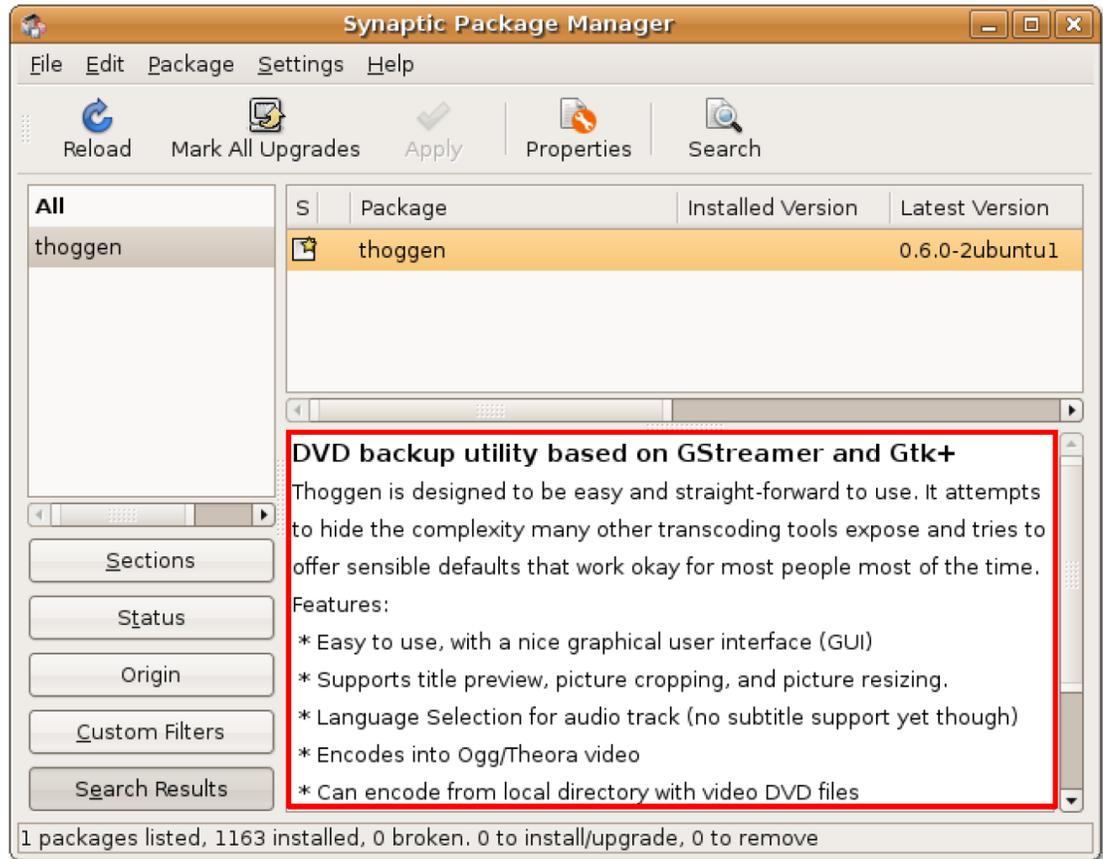 Synaptic Package Manager
File Edit Package Settings Help
Reload Mark All Upgrades Apply Properties Search
All
thoggen
S Package Installed Version Latest Version
thoggen 0.6.0-2ubuntu1
DVD backup utility based on GStreamer and Gtk+
Thoggen is designed to be easy and straight-forward to use. It attempts
to hide the complexity many other transcoding tools expose and tries to
offer sensible defaults that work okay for most people most of the time.
Features:
* Easy to use, with a nice graphical user interface (GUI)
* Supports title preview, picture cropping, and picture resizing.
* Language Selection for audio track (no subtitle support yet though)
* Encodes into Ogg/Theora video
* Can encode from local directory with video DVD files
Sections
Status
Origin
Custom Filters
Search Results
1 packages listed, 1163 installed, 0 broken. 0 to install/upgrade, 0 to remove